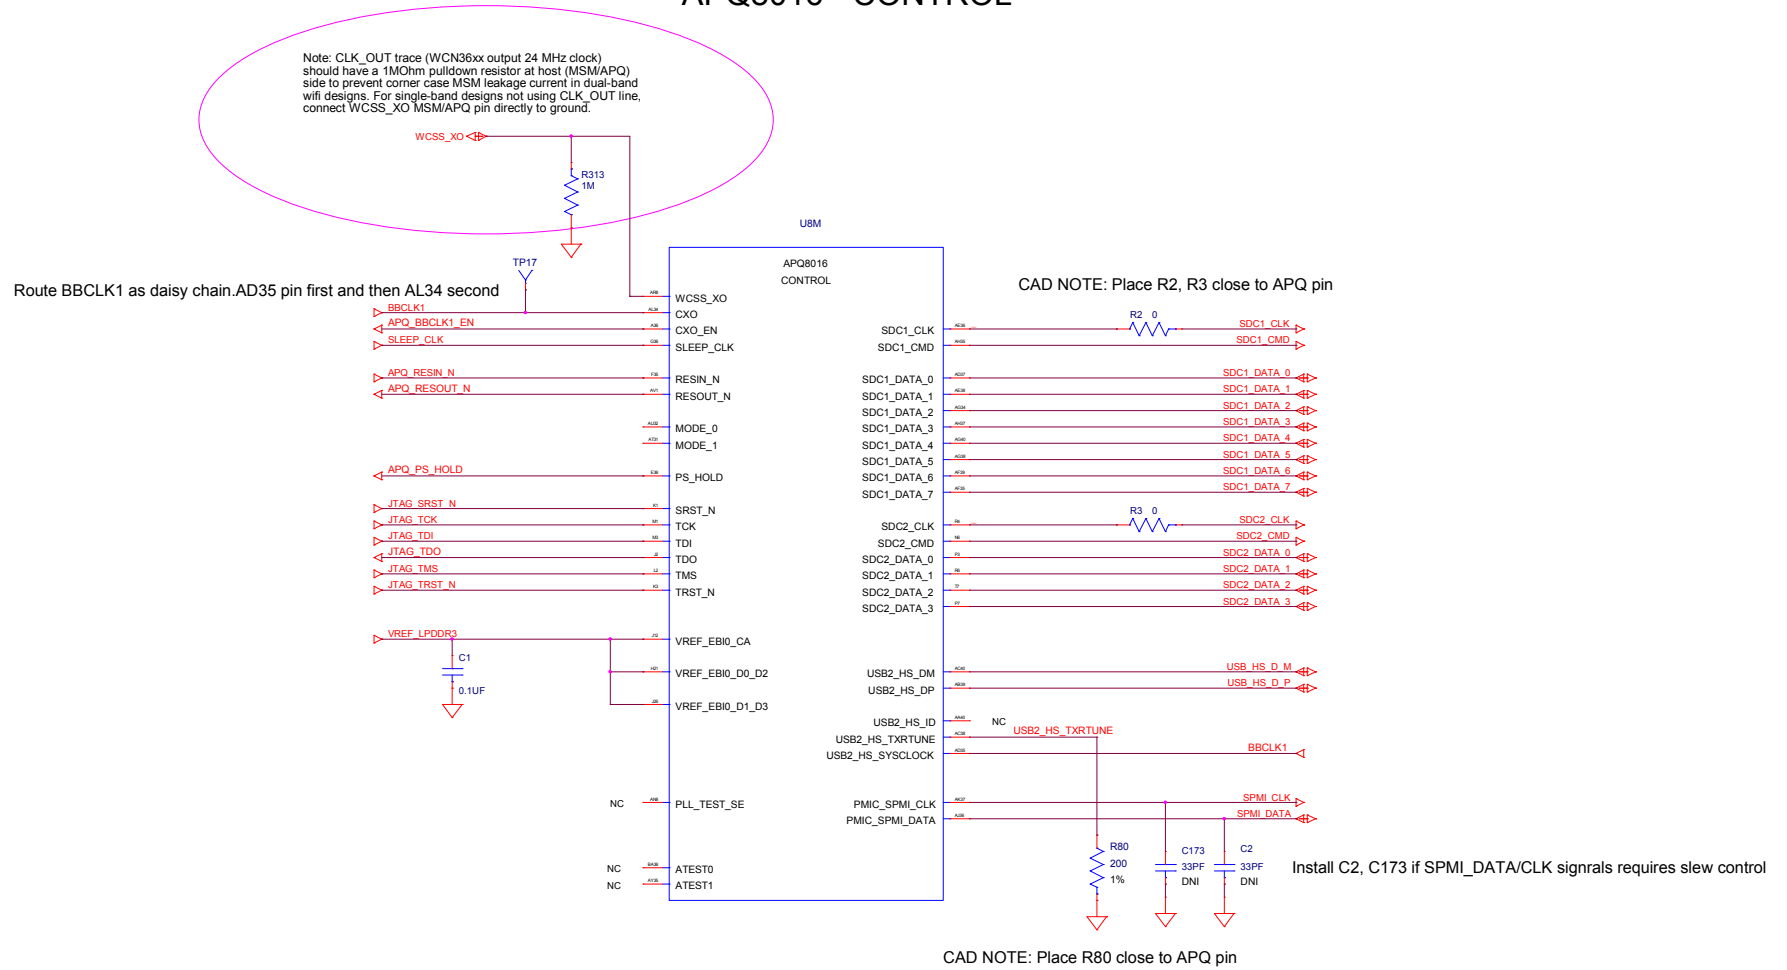 APQ8016 - CONTROL
Note: CLK_OUT trace (WCN36xx output 24 MHz clock)
should have a 1MOhm pulldown resistor at host (MSM/APQ)
side to prevent corner case MSM leakage current in dual-band
wifi designs. For single-band designs not using CLK_OUT line,
connect WCSS_XO MSM/APQ pin directly to ground.
WCSS_XO
R313
1M
U8M
TP17
APQ8016
CONTROL
Route BBCLK1 as daisy chain.AD35 pin first and then AL34 second
CAD NOTE: Place R2, R3 close to APQ pin
WCSS_XO
BBCLK1 AL34 CXO
APQ_BBCLK1_EN CXO_EN
SLEEP_CLK SLEEP_CLK
APQ_RESIN_N RESIN_N
APQ_RESOUT_N RESOUT_N
MODE_0
MODE_1
APQ_PS_HOLD PS_HOLD
JTAG_SRST_N SRST_N
JTAG_TCK TCK
JTAG_TDI TDI
JTAG_TDO TDO
JTAG_TMS TMS
JTAG_TRST_N TRST_N
VREF_LPDDR3 VREF_EBI0_CA
C1
0.1UF
VREF_EBI0_D0_D2
VREF_EBI0_D1_D3
NC PLL_TEST_SE
NC ATEST0
NC ATEST1
R2 0
SDC1_CLK SDC1_CLK
SDC1_CMD SDC1_CMD
SDC1_DATA_0 SDC1_DATA_0
SDC1_DATA_1 SDC1_DATA_1
SDC1_DATA_2 SDC1_DATA_2
SDC1_DATA_3 SDC1_DATA_3
SDC1_DATA_4 SDC1_DATA_4
SDC1_DATA_5 SDC1_DATA_5
SDC1_DATA_6 SDC1_DATA_6
SDC1_DATA_7 SDC1_DATA_7
R3 0
SDC2_CLK SDC2_CLK
SDC2_CMD SDC2_CMD
SDC2_DATA_0 SDC2_DATA_0
SDC2_DATA_1 SDC2_DATA_1
SDC2_DATA_2 SDC2_DATA_2
SDC2_DATA_3 SDC2_DATA_3
USB2_HS_DM USB_HS_D_M
USB2_HS_DP USB_HS_D_P
USB2_HS_ID NC
USB2_HS_TXRTUNE USB2_HS_TXRTUNE
USB2_HS_SYSCLOCK AD35 BBCLK1
PMIC_SPMI_CLK SPMI_CLK
PMIC_SPMI_DATA SPMI_DATA
R80
200
1%
C173
33PF
DNI
C2
33PF
DNI
Install C2, C173 if SPMI_DATA/CLK signrals requires slew control
CAD NOTE: Place R80 close to APQ pin